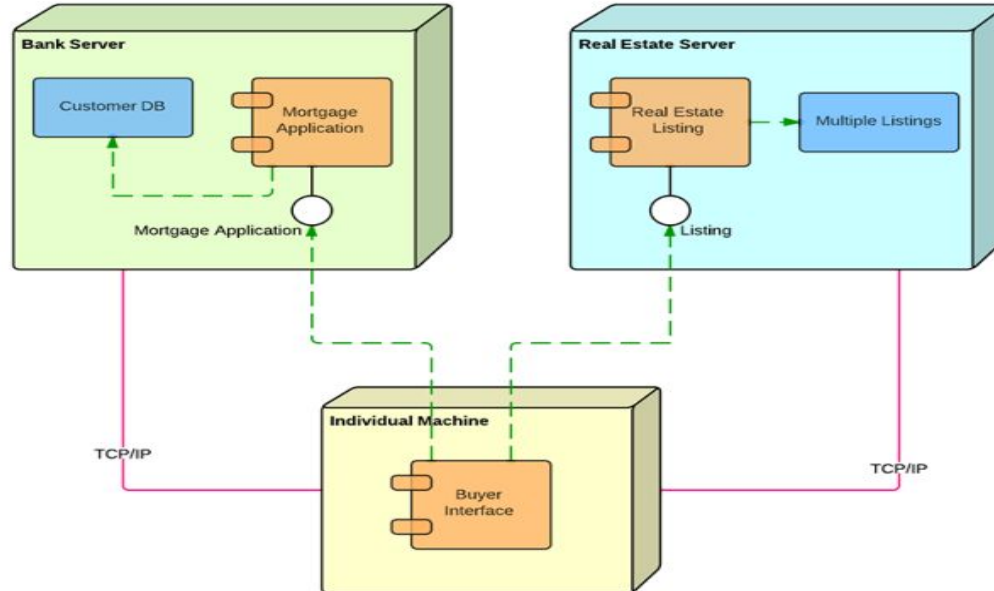 Bank Server
Customer DB
Mortgage
Application
Mortgage Application
Real Estate Server
Real Estate
Listing
Multiple Listings
Listing
TCP/IP
TCP/IP
Individual Machine
Buyer
Interface